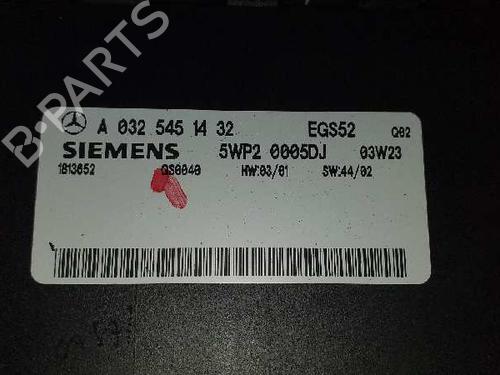 A 032 545 14 32 EGS52 Q02
SIEMENS 5WP2 0005DJ 03W23
1813652 QS0040 HW:03/01 SW:44/02
B-PARTS